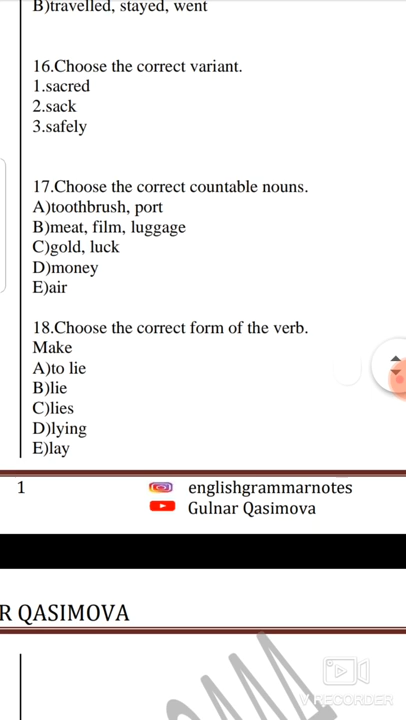 B)travelled, stayed, went
16.Choose the correct variant.
1.sacred
2.sack
3.safely
17.Choose the correct countable nouns.
A)toothbrush, port
B)meat, film, luggage
C)gold, luck
D)money
E)air
18.Choose the correct form of the verb.
Make
A)to lie
B)lie
C)lies
D)lying
E)lay
1
englishgrammarnotes
Gulnar Qasimova
R QASIMOVA
V RECORDER